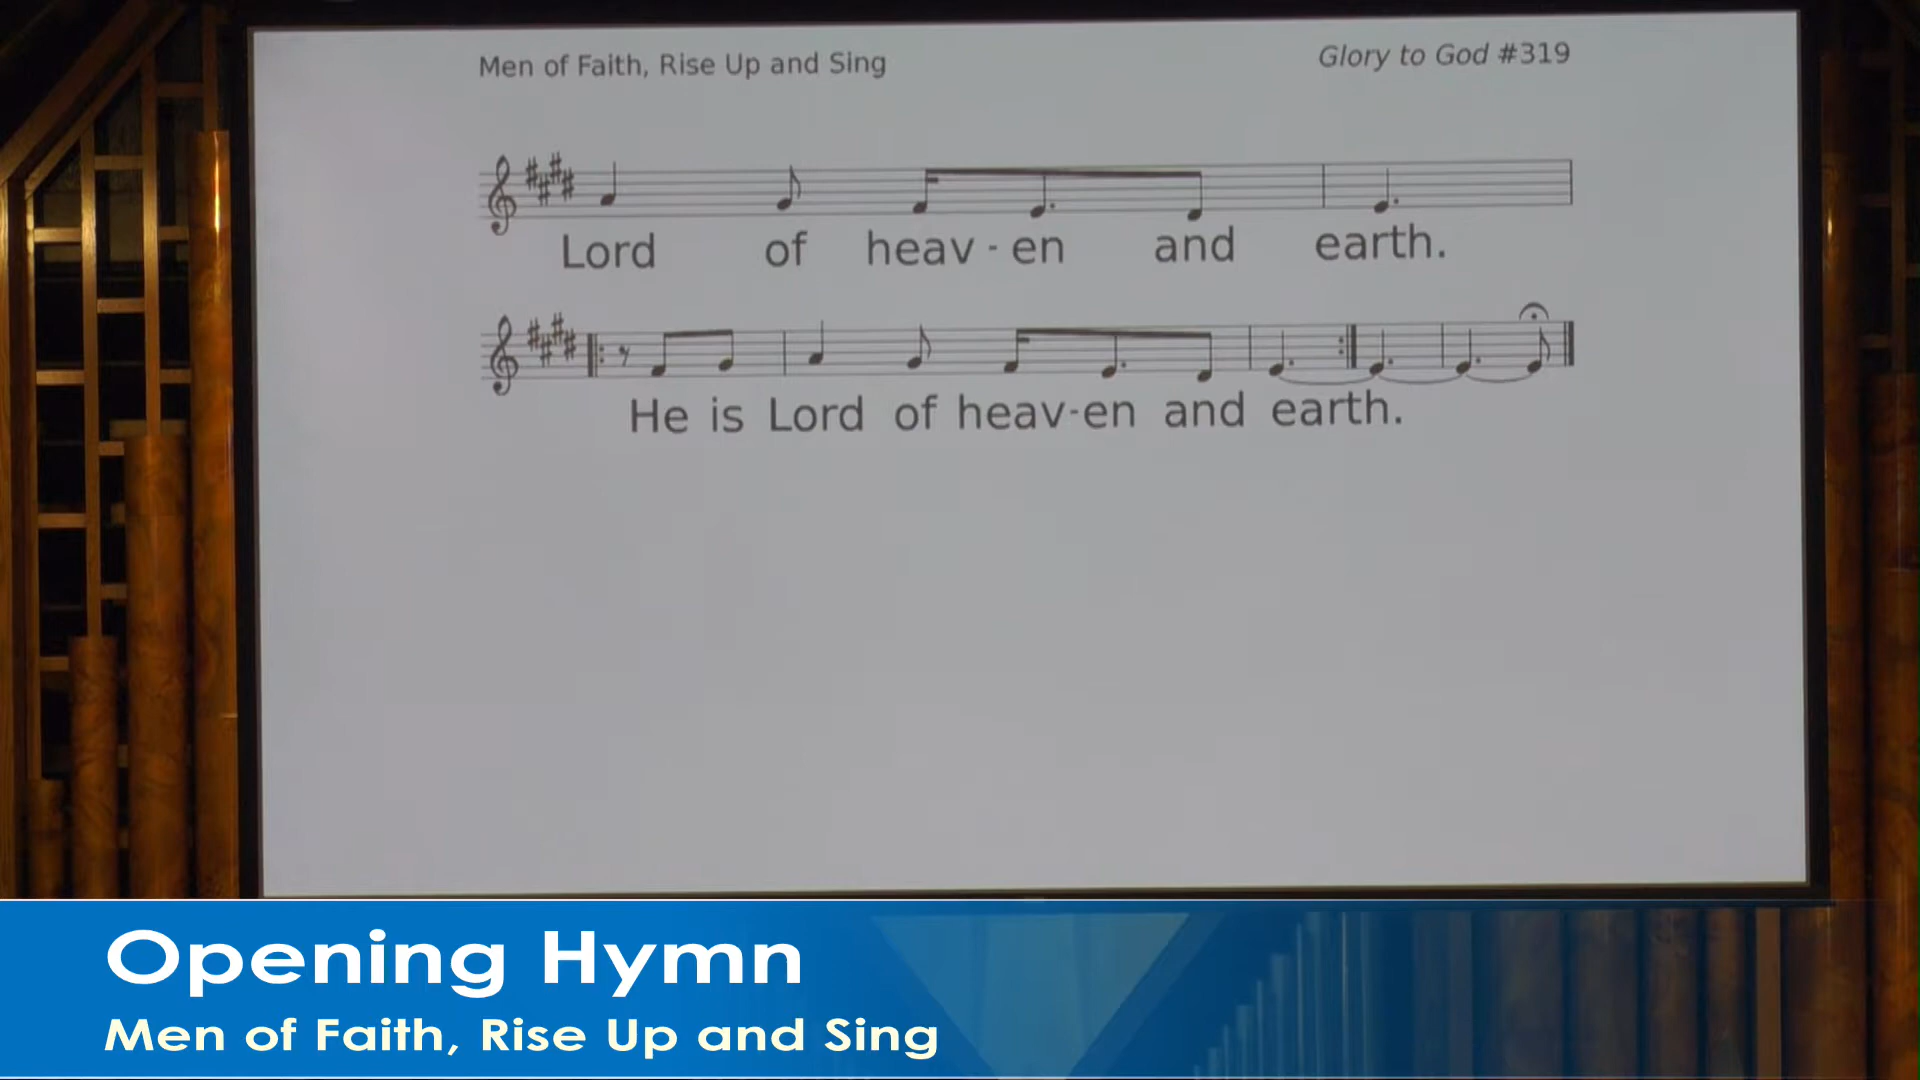 Men of Faith, Rise Up and Sing
Glory to God #319
Lord of heav - en and earth.
He is Lord of heav-en and earth.
Opening Hymn
Men of Faith, Rise Up and Sing